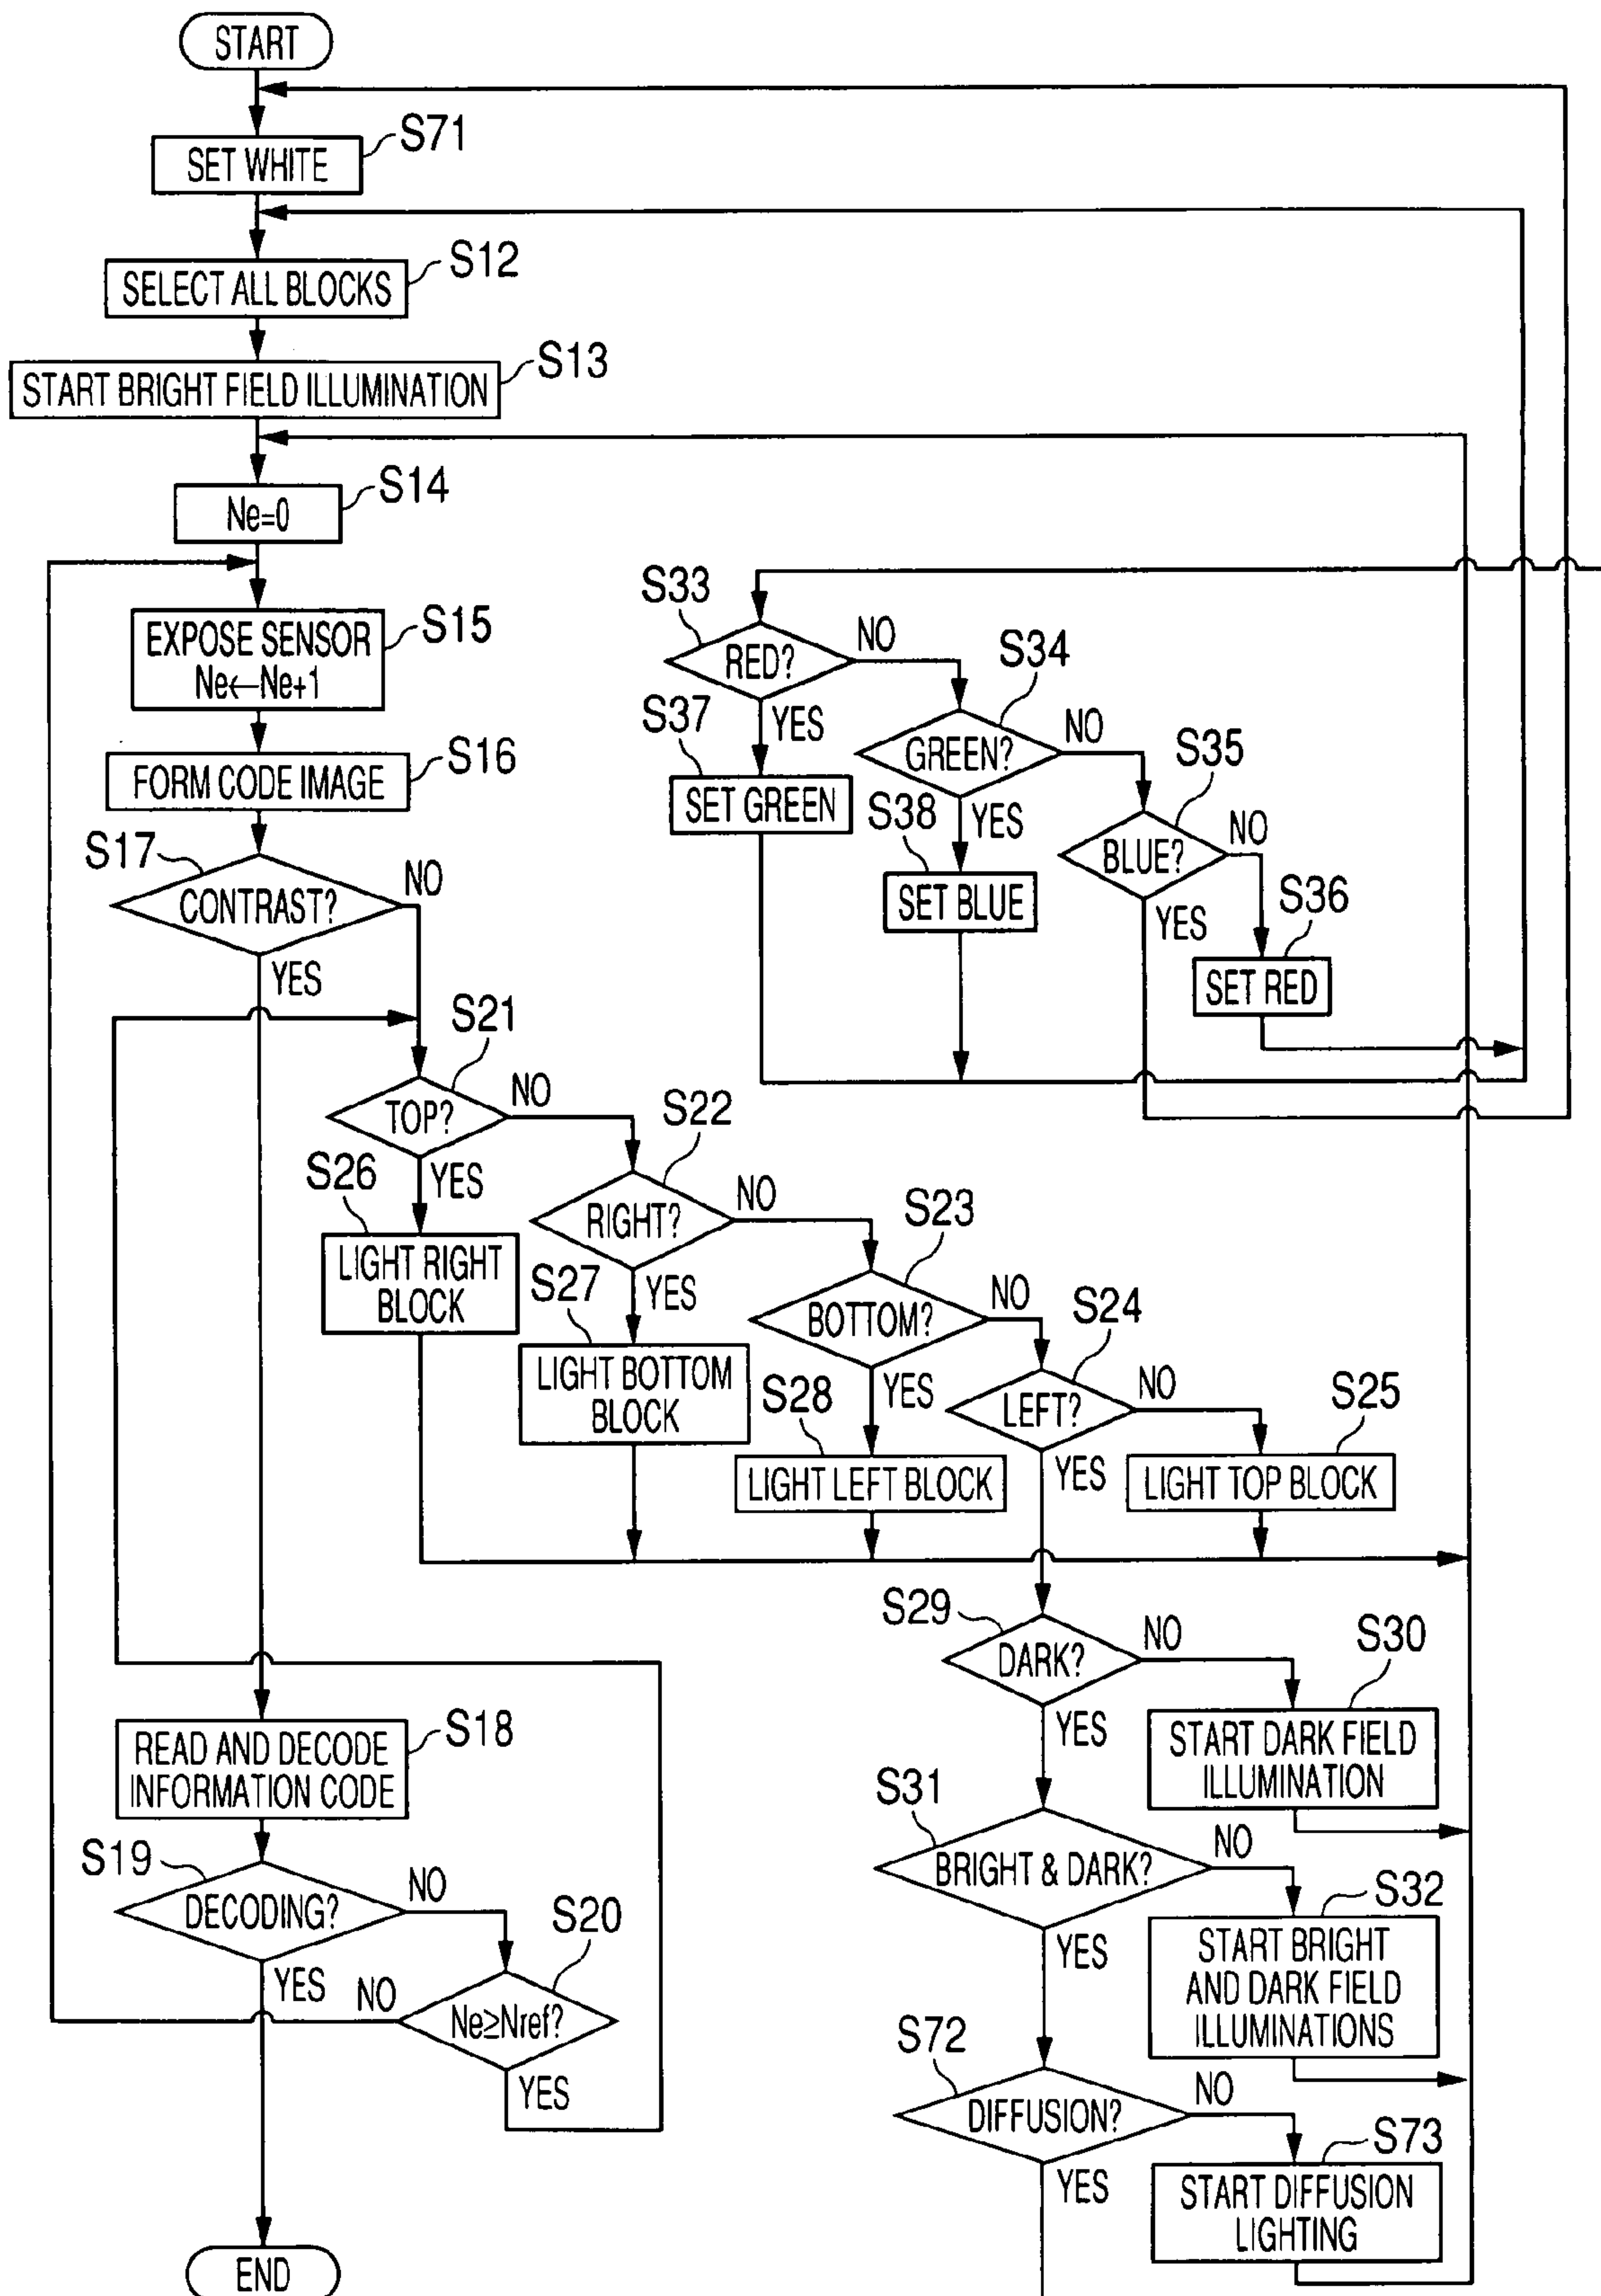 START
S71
SET WHITE
S12
SELECT ALL BLOCKS
S13
START BRIGHT FIELD ILLUMINATION
S14
Ne=0
S15
EXPOSE SENSOR
Ne←Ne+1
S16
FORM CODE IMAGE
S17
CONTRAST?
NO
YES
S33
RED?
NO
YES
S34
GREEN?
NO
YES
S35
BLUE?
NO
YES
S37
SET GREEN
S38
SET BLUE
S36
SET RED
S21
TOP?
NO
YES
S22
RIGHT?
NO
YES
S23
BOTTOM?
NO
YES
S24
LEFT?
NO
YES
S26
LIGHT RIGHT
BLOCK
S27
LIGHT BOTTOM
BLOCK
S28
LIGHT LEFT BLOCK
S25
LIGHT TOP BLOCK
S29
DARK?
NO
YES
S30
START DARK FIELD
ILLUMINATION
S31
BRIGHT & DARK?
NO
YES
S32
START BRIGHT
AND DARK FIELD
ILLUMINATIONS
S72
DIFFUSION?
NO
YES
S73
START DIFFUSION
LIGHTING
S18
READ AND DECODE
INFORMATION CODE
S19
DECODING?
NO
YES
S20
Ne≥Nref?
NO
YES
END